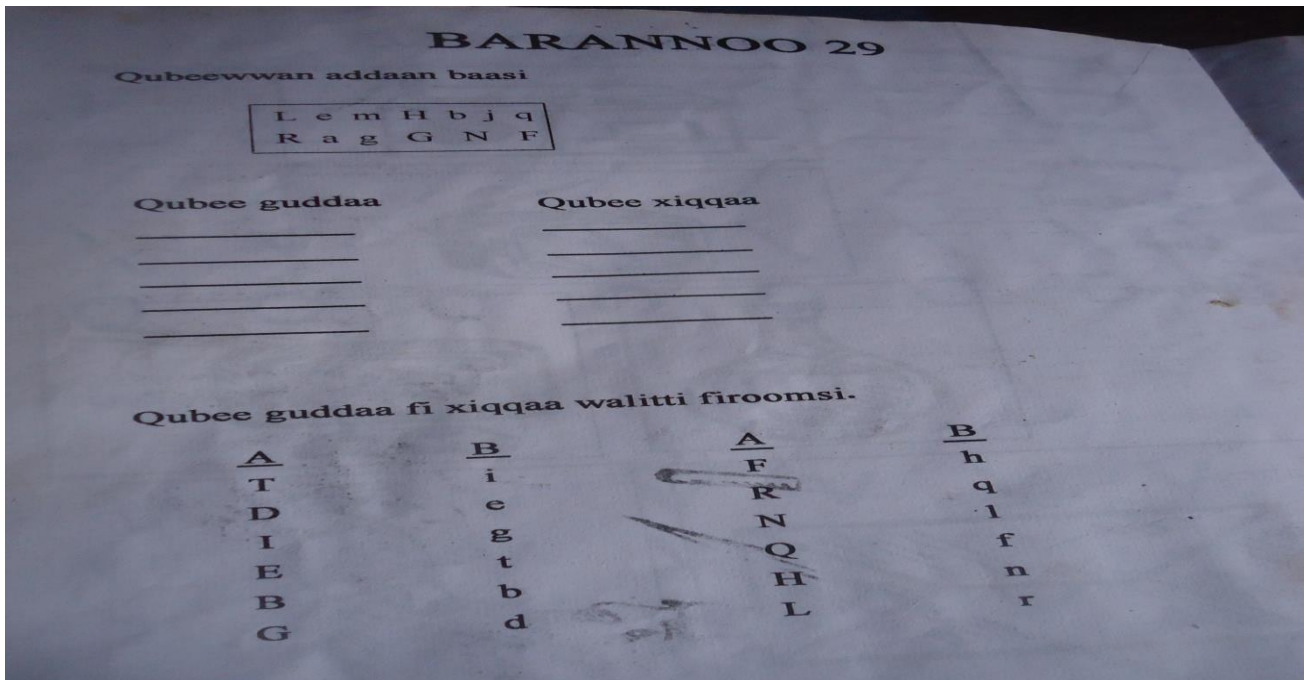 BARANNOO 29
Qubeewwan addaan baasi
L e m H b j q
R a g G N F
Qubee guddaa Qubee xiqqaa
Qubee guddaa fi xiqqaa walitti firoomsi.
A B A B
T i F h
D e R q
I g N l
E t Q f
B b H n
G d L r